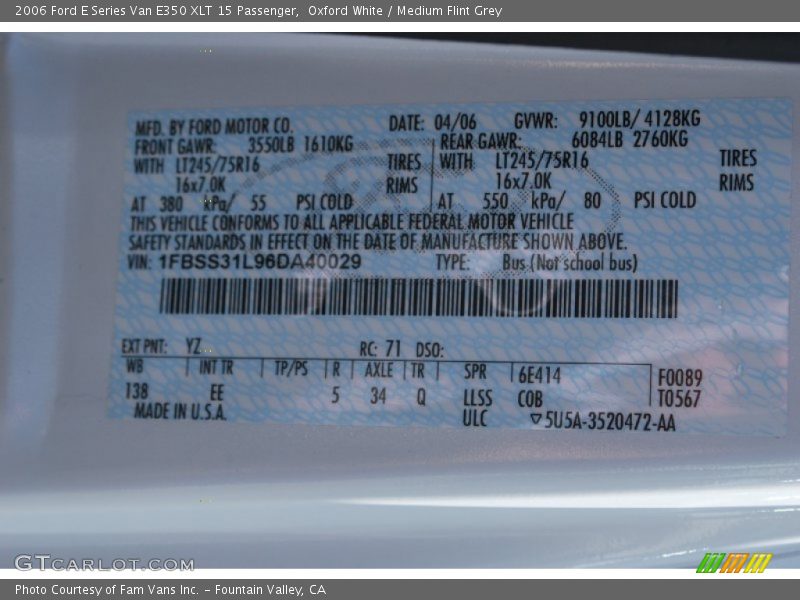 2006 Ford E Series Van E350 XLT 15 Passenger,  Oxford White / Medium Flint Grey
MFD. BY FORD MOTOR CO. DATE: 04/06 GVWR: 9100LB/ 4128KG
FRONT GAWR: 3550LB 1610KG REAR GAWR: 6084LB 2760KG
WITH LT245/75R16 TIRES WITH LT245/75R16 TIRES
16x7.0K RIMS 16x7.0K RIMS
AT 380 kPa/ 55 PSI COLD AT 550 kPa/ 80 PSI COLD
THIS VEHICLE CONFORMS TO ALL APPLICABLE FEDERAL MOTOR VEHICLE
SAFETY STANDARDS IN EFFECT ON THE DATE OF MANUFACTURE SHOWN ABOVE.
VIN: 1FBSS31L96DA40029 TYPE: Bus (Not school bus)
EXT PNT: YZ RC: 71 DSO:
WB INT TR TP/PS R AXLE TR SPR 6E414 F0089
138 EE 5 34 Q LLSS COB T0567
MADE IN U.S.A. ULC ▽5U5A-3520472-AA
GTCARLOT.COM
Photo Courtesy of Fam Vans Inc. – Fountain Valley, CA